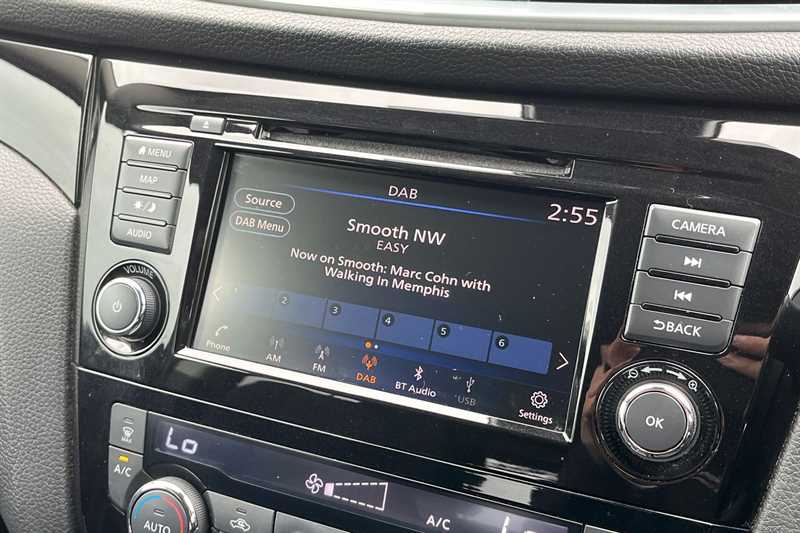 MENU
MAP
AUDIO
VOLUME
DAB
2:55
Source
DAB Menu
Smooth NW
EASY
Now on Smooth: Marc Cohn with
Walking In Memphis
2
3
4
5
6
Phone
AM
FM
DAB
BT Audio
USB
Settings
CAMERA
BACK
OK
MAX
A/C
Lo
AUTO
A/C